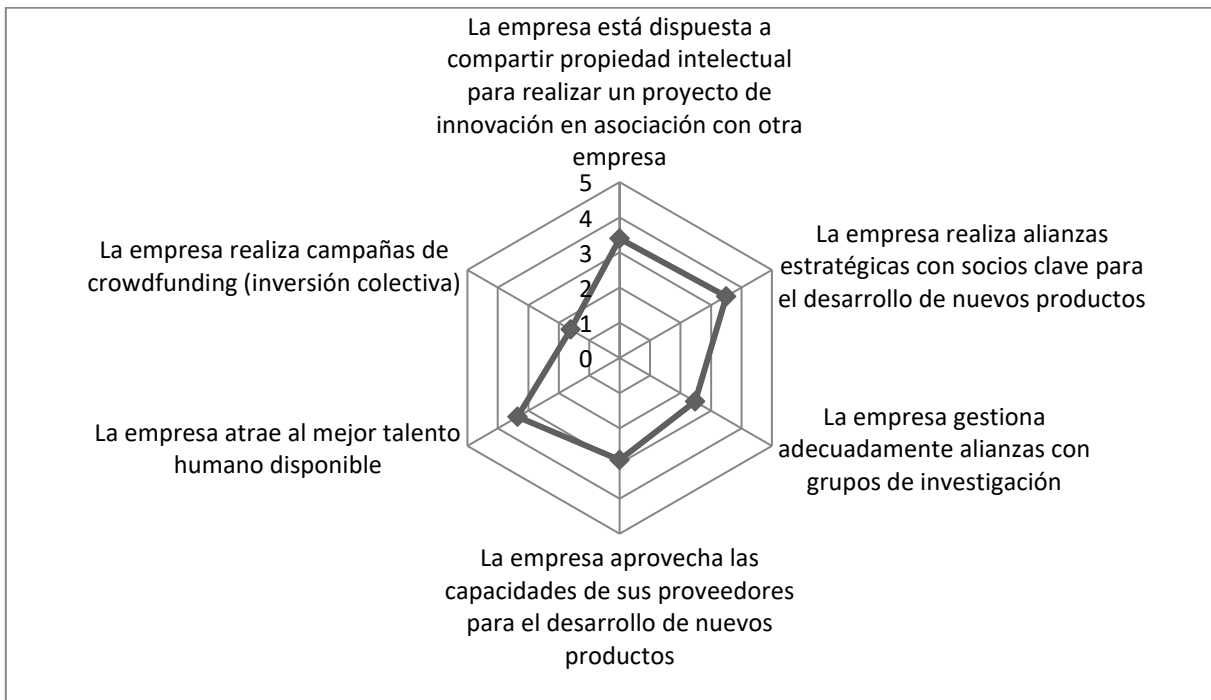 La empresa está dispuesta a
compartir propiedad intelectual
para realizar un proyecto de
innovación en asociación con otra
empresa
5
4
3
2
1
0
La empresa realiza alianzas
estratégicas con socios clave para
el desarrollo de nuevos productos
La empresa gestiona
adecuadamente alianzas con
grupos de investigación
La empresa aprovecha las
capacidades de sus proveedores
para el desarrollo de nuevos
productos
La empresa atrae al mejor talento
humano disponible
La empresa realiza campañas de
crowdfunding (inversión colectiva)